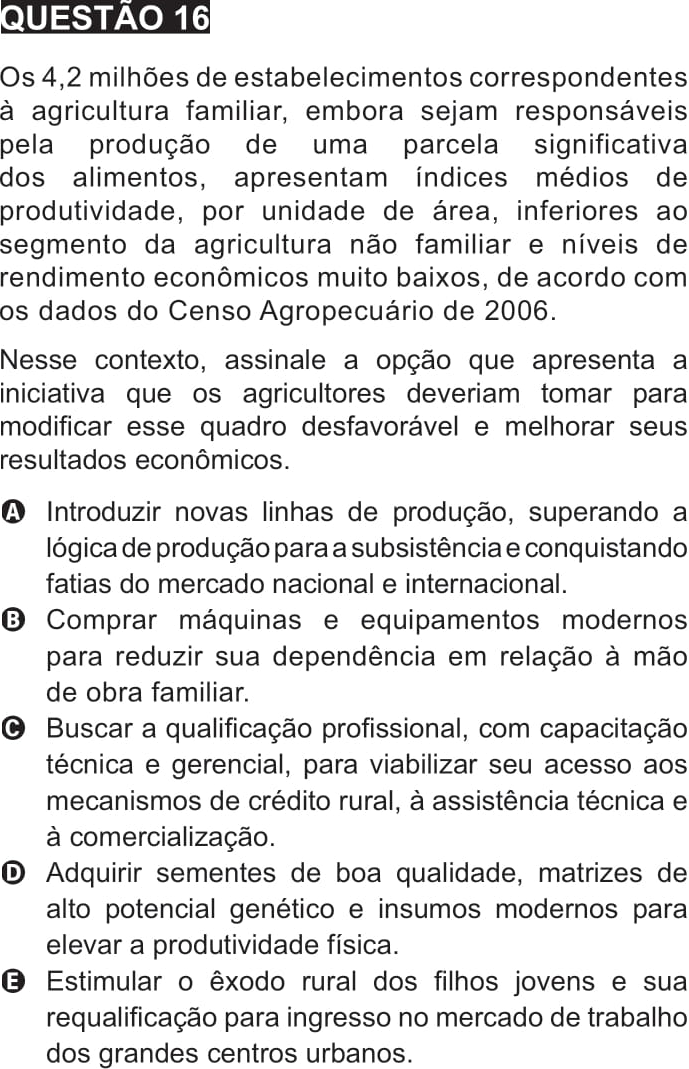 QUESTÃO 16
Os 4,2 milhões de estabelecimentos correspondentes
à agricultura familiar, embora sejam responsáveis
pela produção de uma parcela significativa
dos alimentos, apresentam índices médios de
produtividade, por unidade de área, inferiores ao
segmento da agricultura não familiar e níveis de
rendimento econômicos muito baixos, de acordo com
os dados do Censo Agropecuário de 2006.
Nesse contexto, assinale a opção que apresenta a
iniciativa que os agricultores deveriam tomar para
modificar esse quadro desfavorável e melhorar seus
resultados econômicos.
A Introduzir novas linhas de produção, superando a
lógica de produção para a subsistência e conquistando
fatias do mercado nacional e internacional.
B Comprar máquinas e equipamentos modernos
para reduzir sua dependência em relação à mão
de obra familiar.
C Buscar a qualificação profissional, com capacitação
técnica e gerencial, para viabilizar seu acesso aos
mecanismos de crédito rural, à assistência técnica e
à comercialização.
D Adquirir sementes de boa qualidade, matrizes de
alto potencial genético e insumos modernos para
elevar a produtividade física.
E Estimular o êxodo rural dos filhos jovens e sua
requalificação para ingresso no mercado de trabalho
dos grandes centros urbanos.